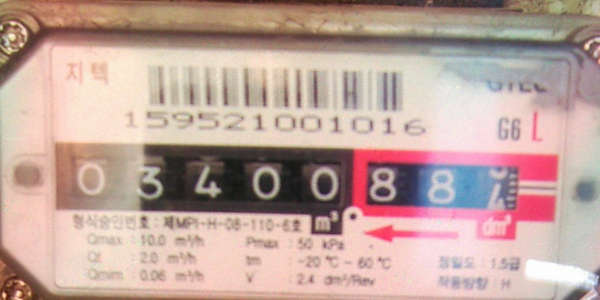 지텍
159521001016
G6 L
03400 88
형식승인번호 : 제MPI-H-08-110-6호 m³ dm³
Qmax : 10.0 m³/h Pmax : 50 kPa
Qt : 2.0 m³/h tm : -20 ℃ ~ 60 ℃ 정밀도 : 1.5급
Qmin : 0.06 m³/h V : 2.4 dm³/Rev 작동방향 : H